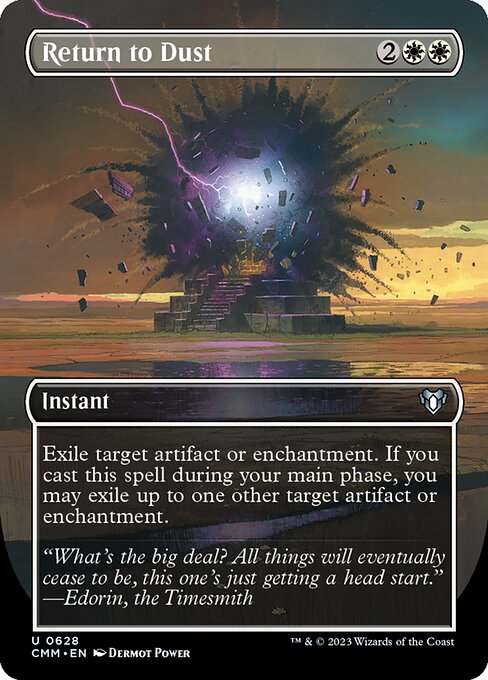 Return to Dust
2
Instant
Exile target artifact or enchantment. If you
cast this spell during your main phase, you
may exile up to one other target artifact or
enchantment.
“What’s the big deal? All things will eventually
cease to be, this one’s just getting a head start.”
—Edorin, the Timesmith
U 0628
™ & © 2023 Wizards of the Coast
CMM • EN Dermot Power